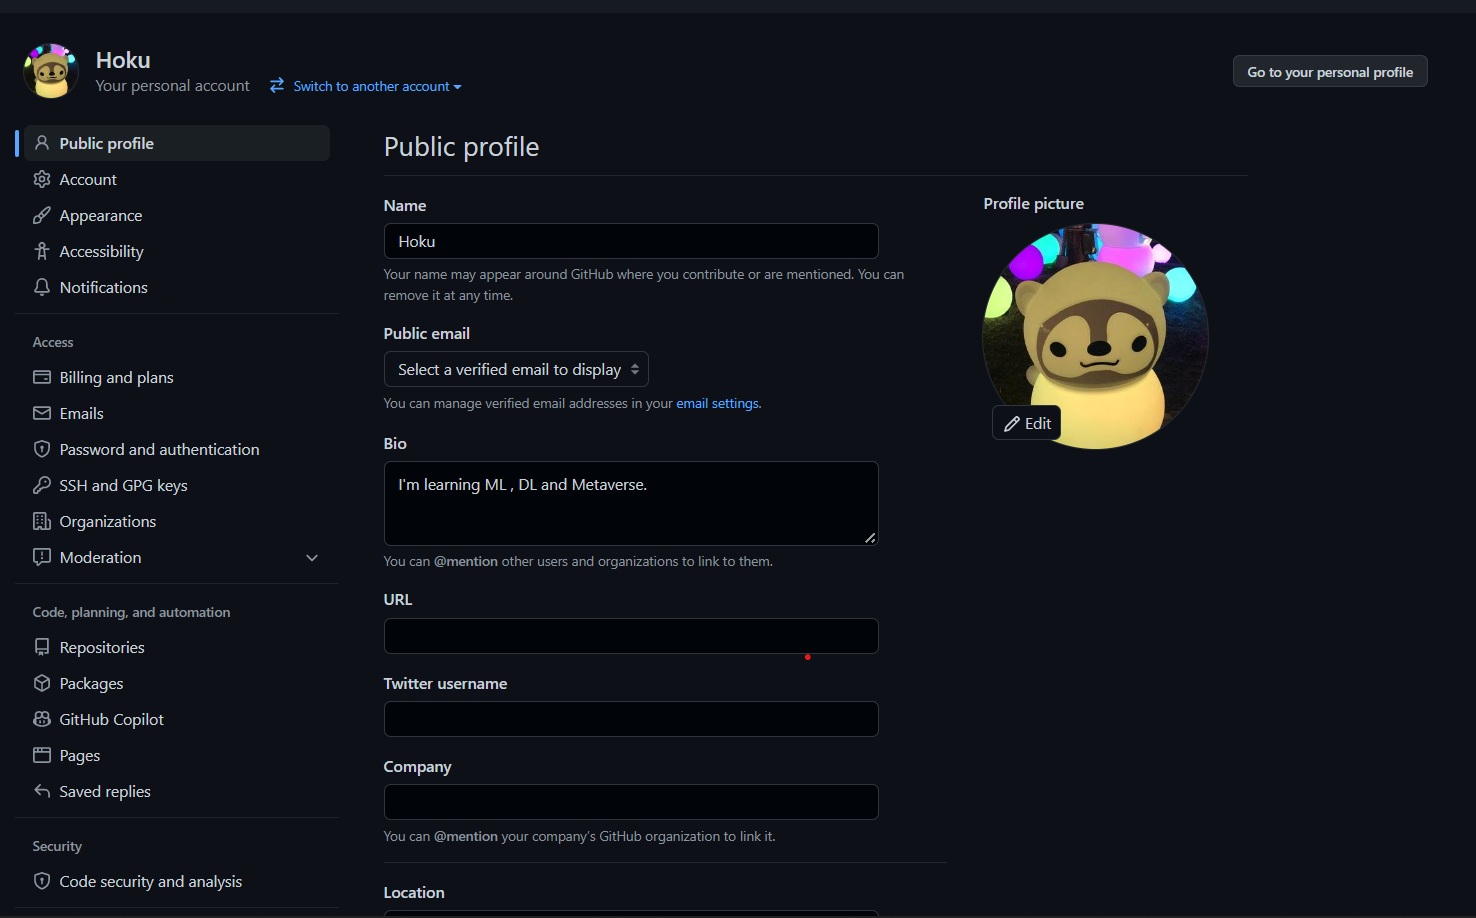 Hoku
Your personal account
Switch to another account
Go to your personal profile
Public profile
Account
Appearance
Accessibility
Notifications
Access
Billing and plans
Emails
Password and authentication
SSH and GPG keys
Organizations
Moderation
Code, planning, and automation
Repositories
Packages
GitHub Copilot
Pages
Saved replies
Security
Code security and analysis
Public profile
Name
Hoku
Your name may appear around GitHub where you contribute or are mentioned. You can
remove it at any time.
Public email
Select a verified email to display
You can manage verified email addresses in your email settings.
Bio
I'm learning ML , DL and Metaverse.
You can @mention other users and organizations to link to them.
URL
Twitter username
Company
You can @mention your company's GitHub organization to link it.
Location
Profile picture
Edit